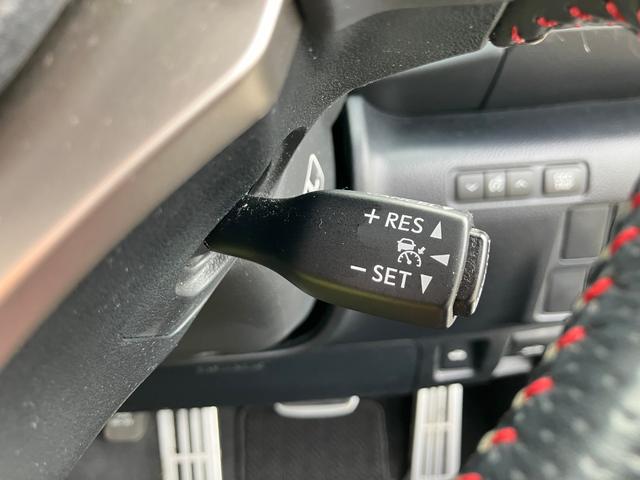 + RES ▲
− SET ▼